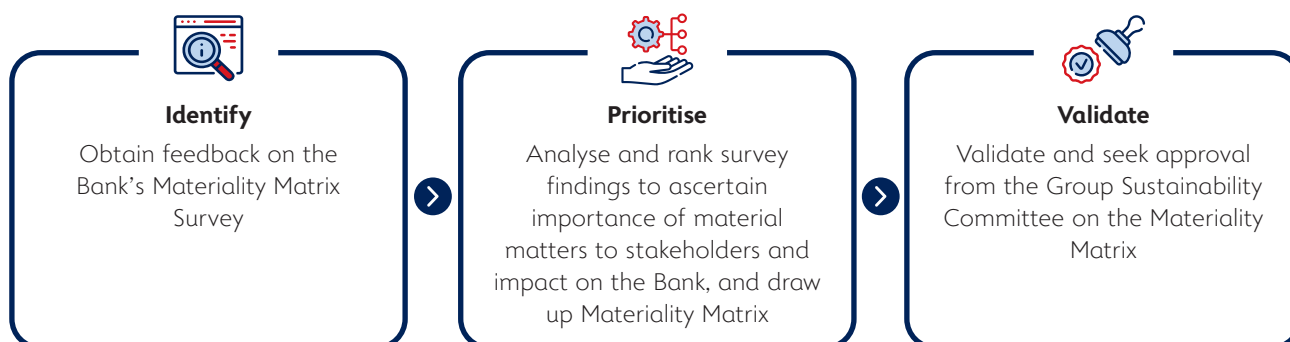 Identify
Obtain feedback on the
Bank's Materiality Matrix
Survey
Prioritise
Analyse and rank survey
findings to ascertain
importance of material
matters to stakeholders and
impact on the Bank, and draw
up Materiality Matrix
Validate
Validate and seek approval
from the Group Sustainability
Committee on the Materiality
Matrix